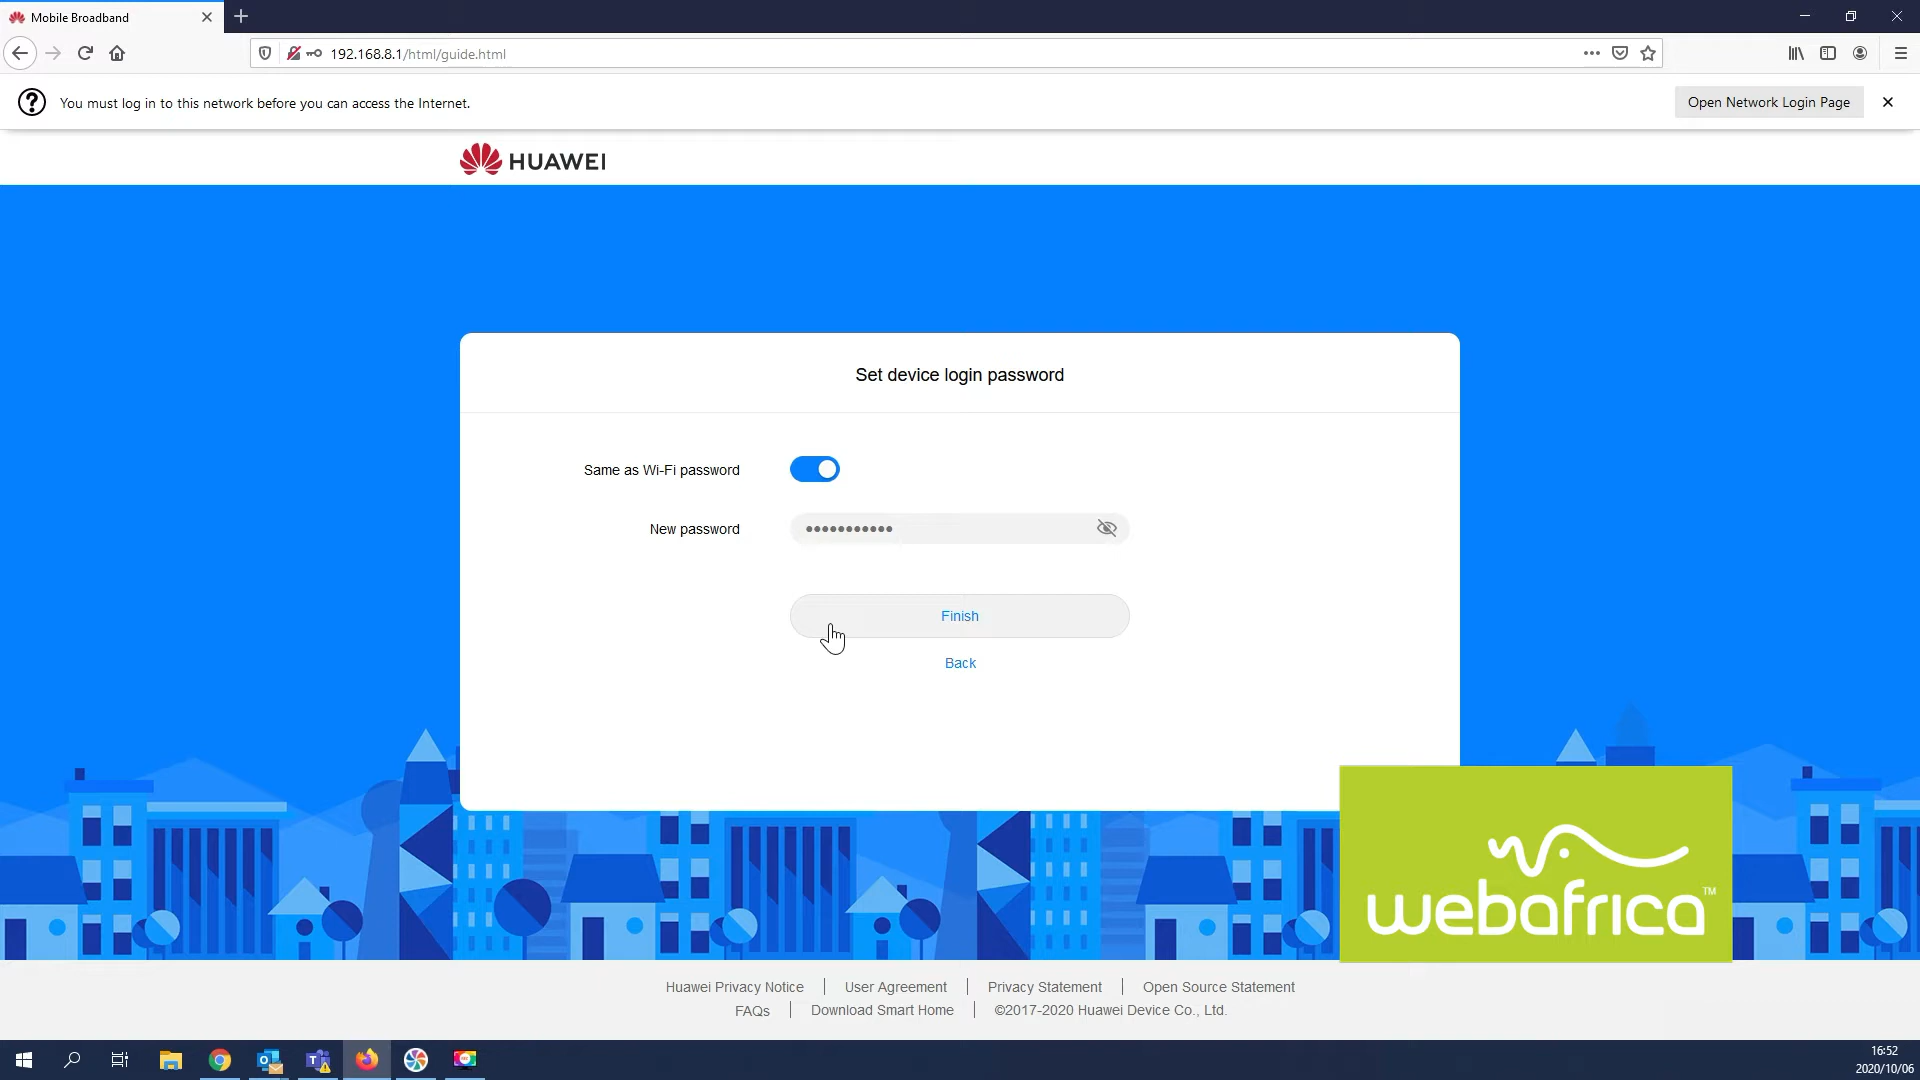 Mobile Broadband
192.168.8.1/html/guide.html
You must log in to this network before you can access the Internet.
Open Network Login Page
HUAWEI
Set device login password
Same as Wi-Fi password
New password
Finish
Back
webafrica™
Huawei Privacy Notice
User Agreement
Privacy Statement
Open Source Statement
FAQs
Download Smart Home
©2017-2020 Huawei Device Co., Ltd.
16:52
2020/10/06